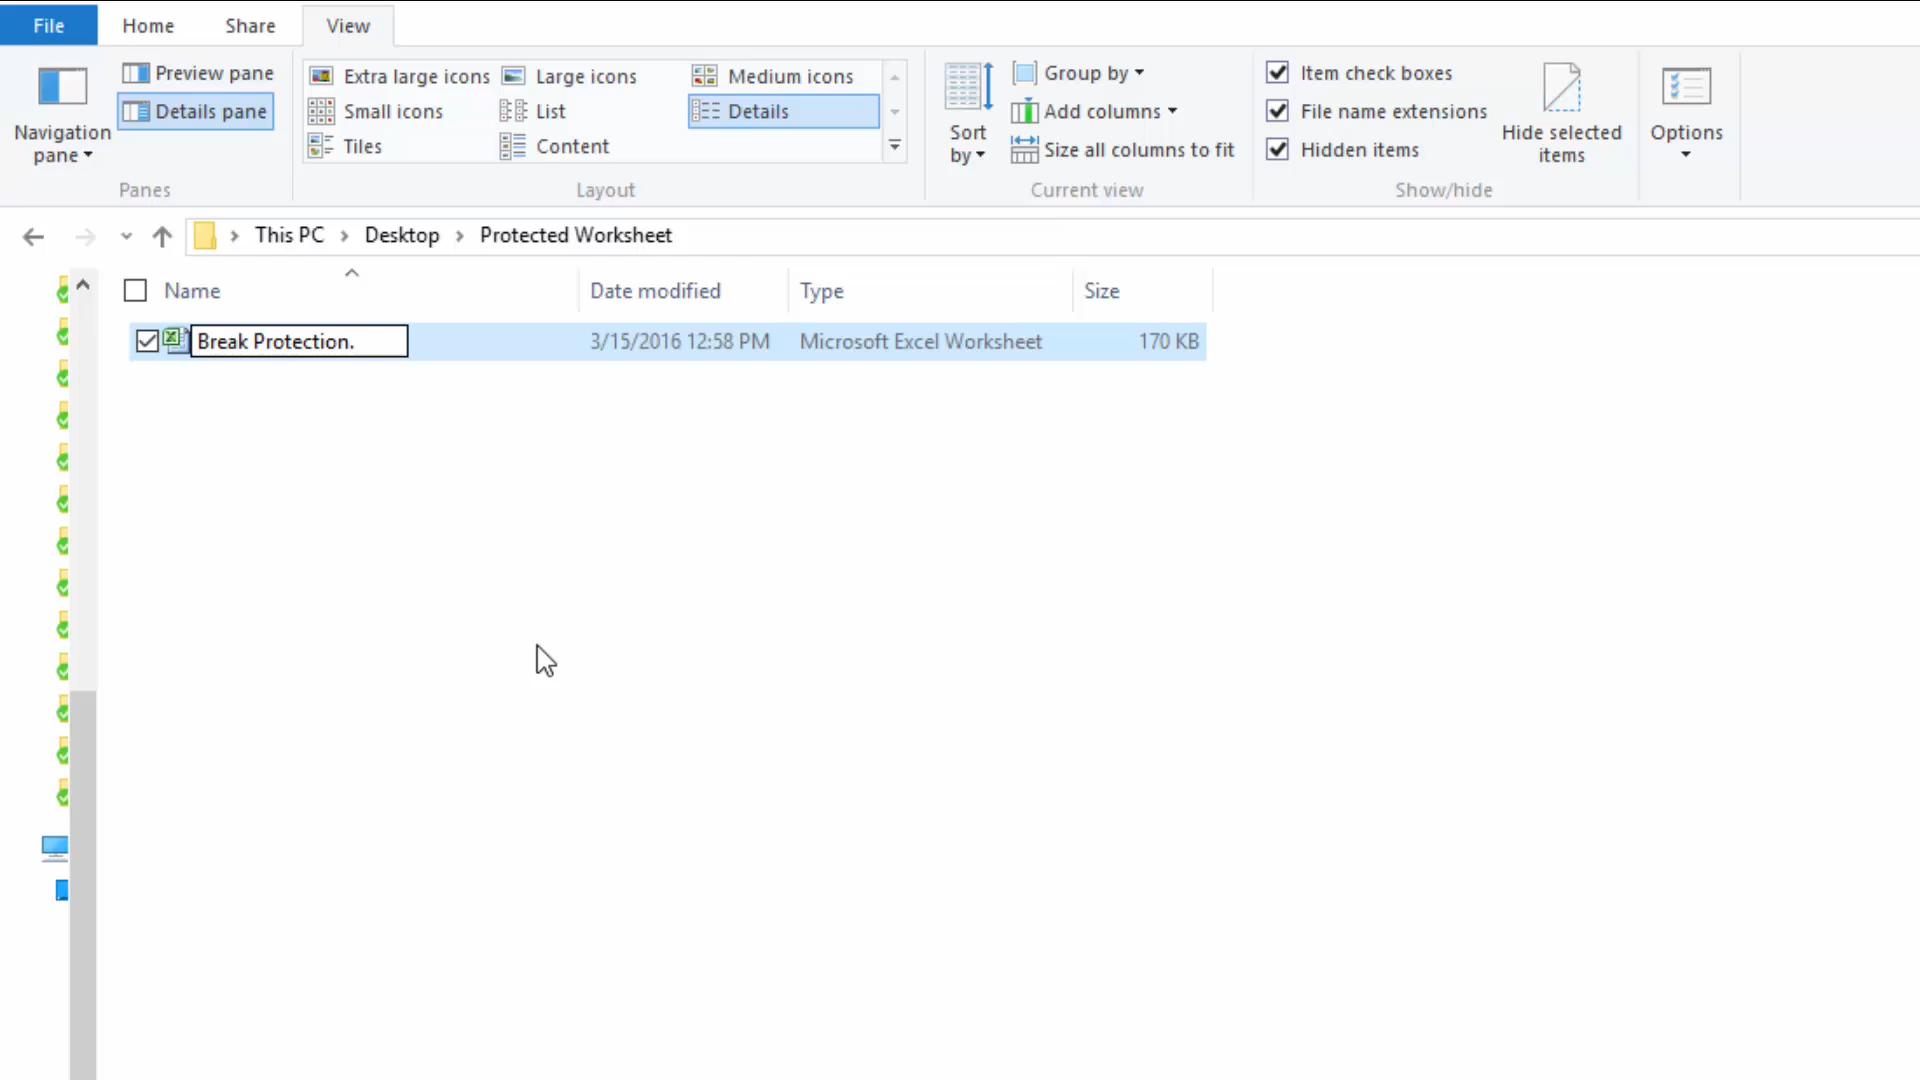 File Home Share View
Preview pane Extra large icons Large icons Medium icons Group by Item check boxes
Details pane Small icons List Details Add columns File name extensions
Navigation pane Tiles Content Sort by Size all columns to fit Hidden items Hide selected items Options
Panes Layout Current view Show/hide
This PC Desktop Protected Worksheet
Name Date modified Type Size
Break Protection. 3/15/2016 12:58 PM Microsoft Excel Worksheet 170 KB